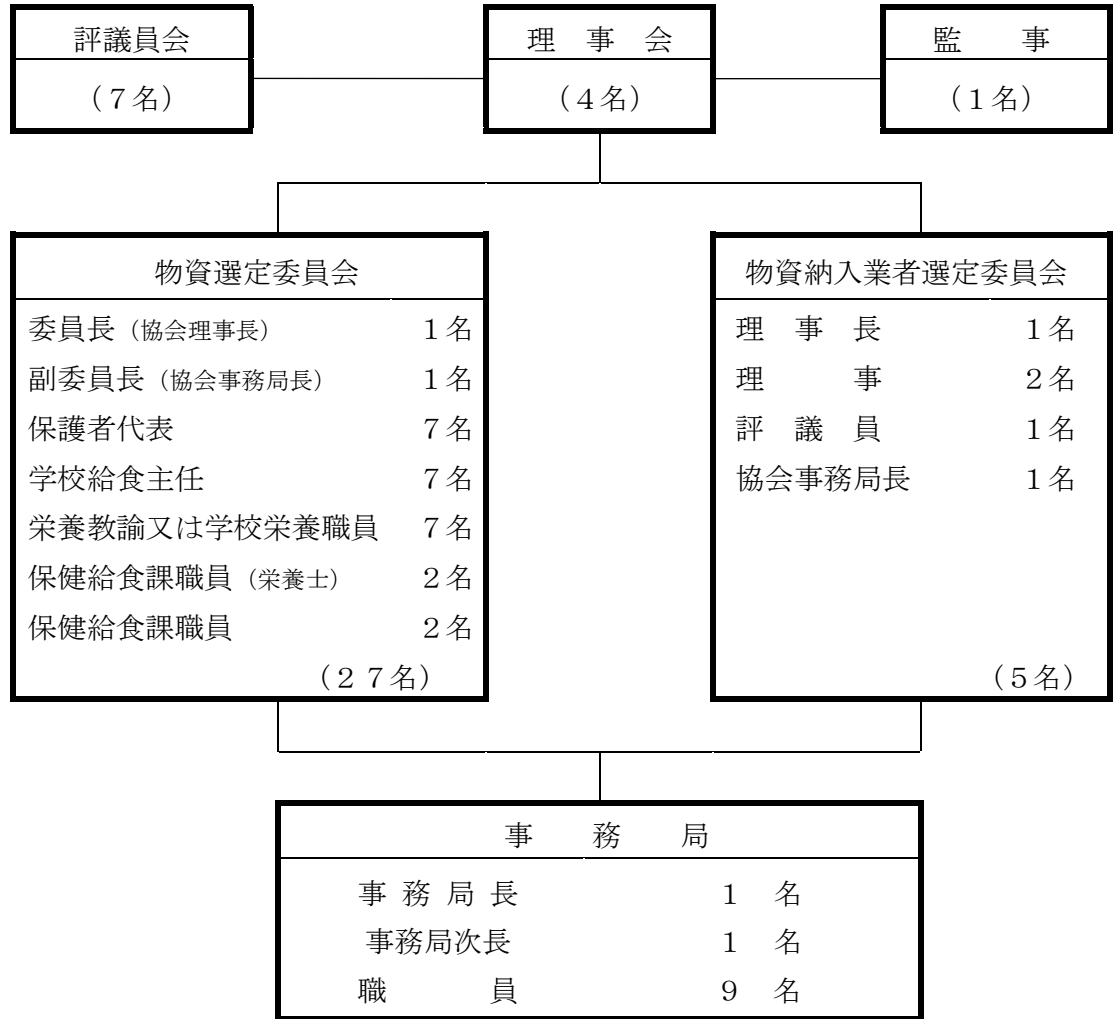 評議員会
（７名）
理　事　会
（４名）
監　　事
（１名）
物資選定委員会
委員長（協会理事長）　１名
副委員長（協会事務局長）　１名
保護者代表　７名
学校給食主任　７名
栄養教諭又は学校栄養職員　７名
保健給食課職員（栄養士）　２名
保健給食課職員　２名
（２７名）
物資納入業者選定委員会
理　事　長　１名
理　　　事　２名
評　議　員　１名
協会事務局長　１名
（５名）
事　務　局
事 務 局 長　１　名
事務局次長　１　名
職　　　員　９　名